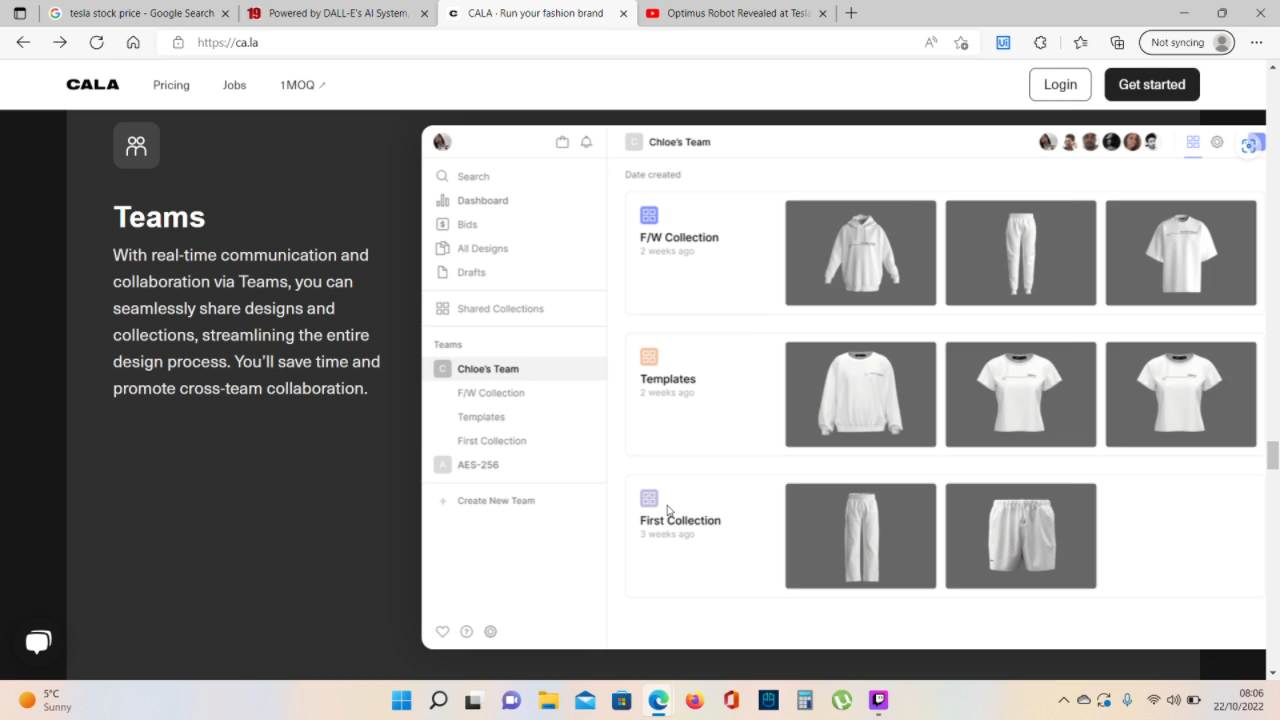 tesla stock price - Google Search
Powered by DALL-E's AI System,
CALA · Run your fashion brand
Optimus Robot Revealed at Tesla
https://ca.la
Not syncing
CALA
Pricing
Jobs
1MOQ ↗
Login
Get started
Teams
With real-time communication and
collaboration via Teams, you can
seamlessly share designs and
collections, streamlining the entire
design process. You'll save time and
promote cross-team collaboration.
Search
Dashboard
Bids
All Designs
Drafts
Shared Collections
Teams
C Chloe's Team
F/W Collection
Templates
First Collection
A AES-256
+ Create New Team
C Chloe's Team
Date created
F/W Collection
2 weeks ago
Templates
2 weeks ago
First Collection
3 weeks ago
5°C
Sunny
08:06
22/10/2022